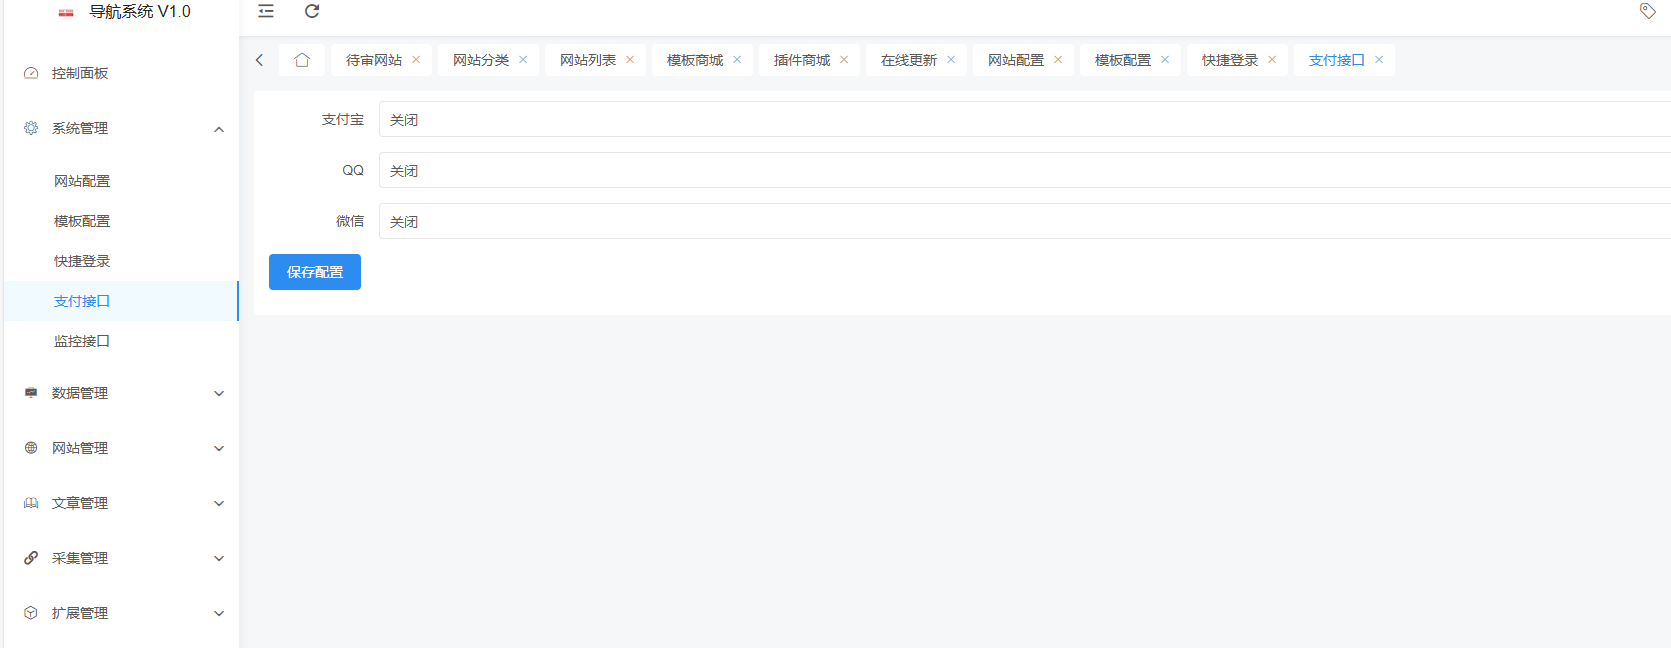 导航系统 V1.0
控制面板
系统管理
网站配置
模板配置
快捷登录
支付接口
监控接口
数据管理
网站管理
文章管理
采集管理
扩展管理
待审网站 网站分类 网站列表 模板商城 插件商城 在线更新 网站配置 模板配置 快捷登录 支付接口
支付宝 关闭
QQ 关闭
微信 关闭
保存配置